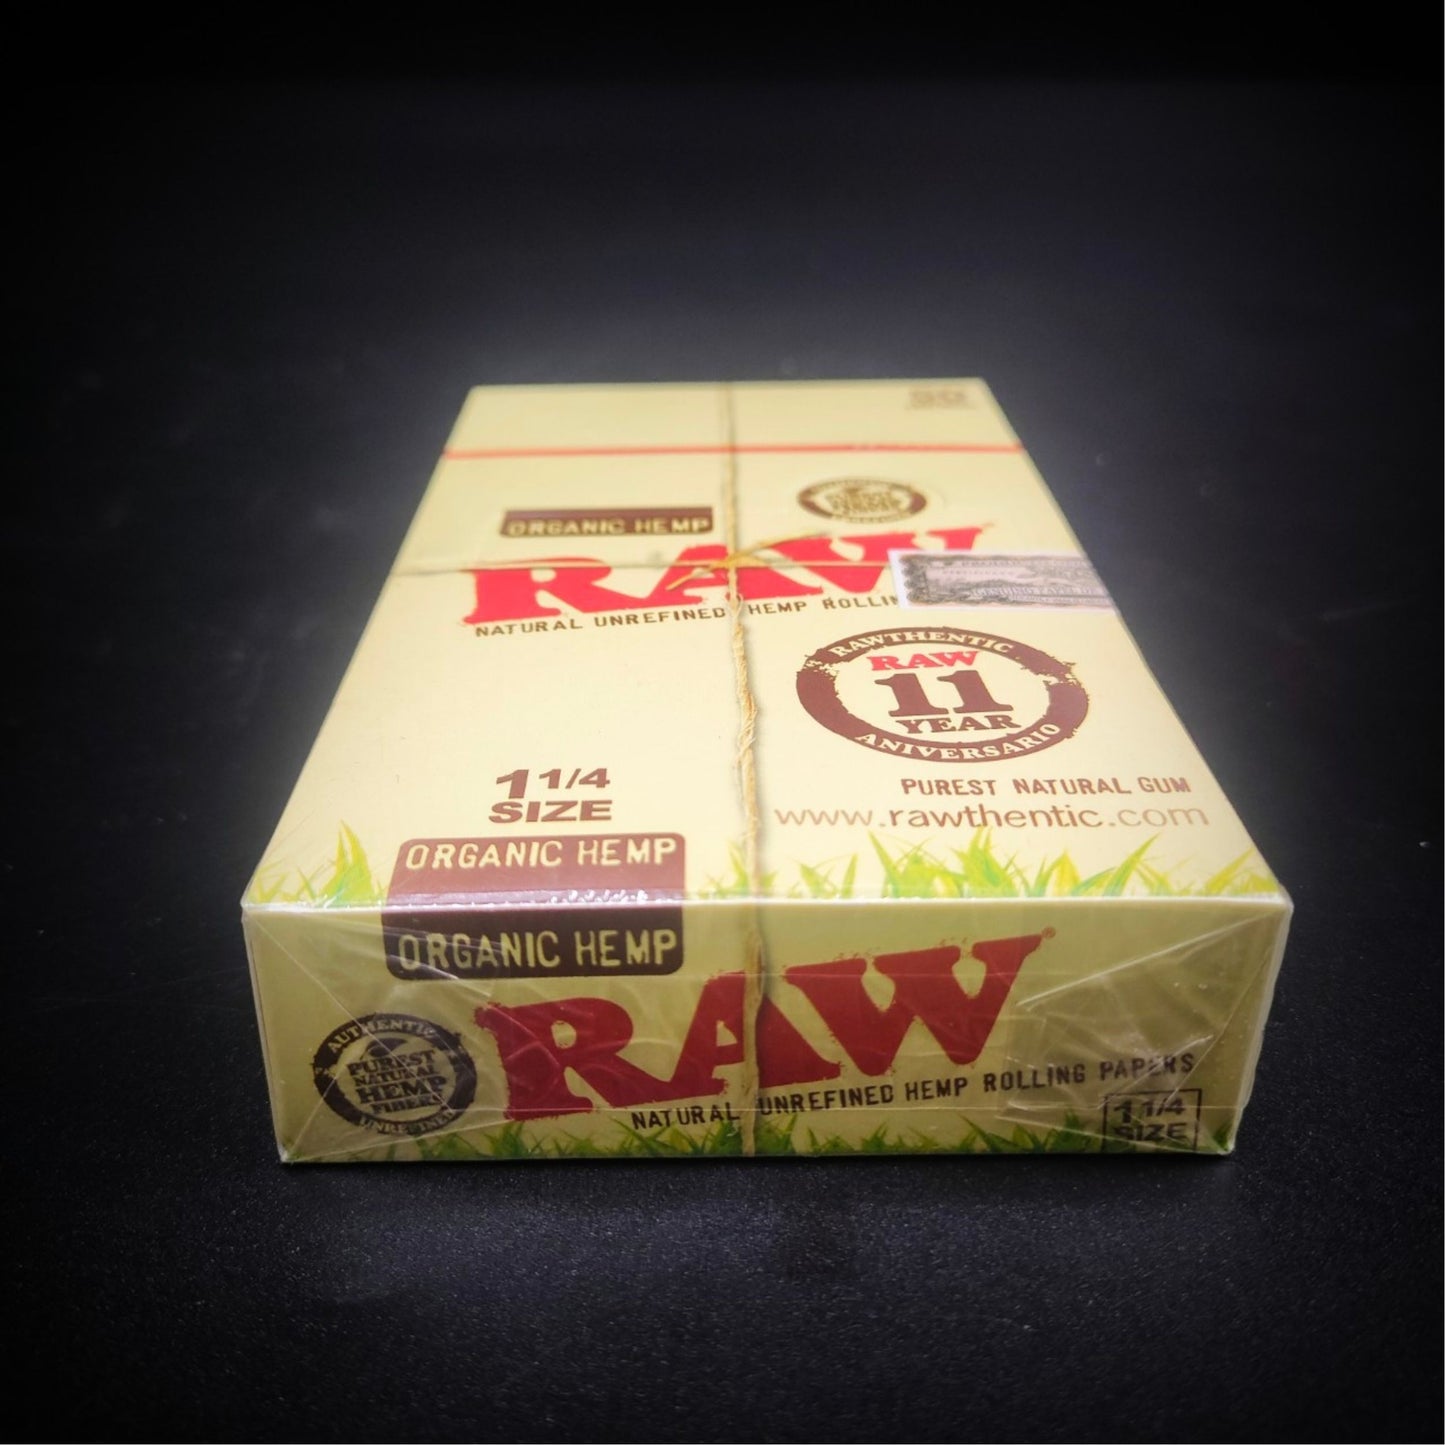 ORGANIC HEMP
RAW
NATURAL UNREFINED HEMP
RAWTHENTIC
RAW
11
YEAR
ANIVERSARIO
PUREST NATURAL GUM
www.rawthentic.com
1 1/4
SIZE
ORGANIC HEMP
ORGANIC HEMP
RAW®
NATURAL UNREFINED HEMP ROLLING PAPERS
AUTHENTIC
PUREST
NATURAL
HEMP
FIBERS
UNREFINED
1 1/4
SIZE